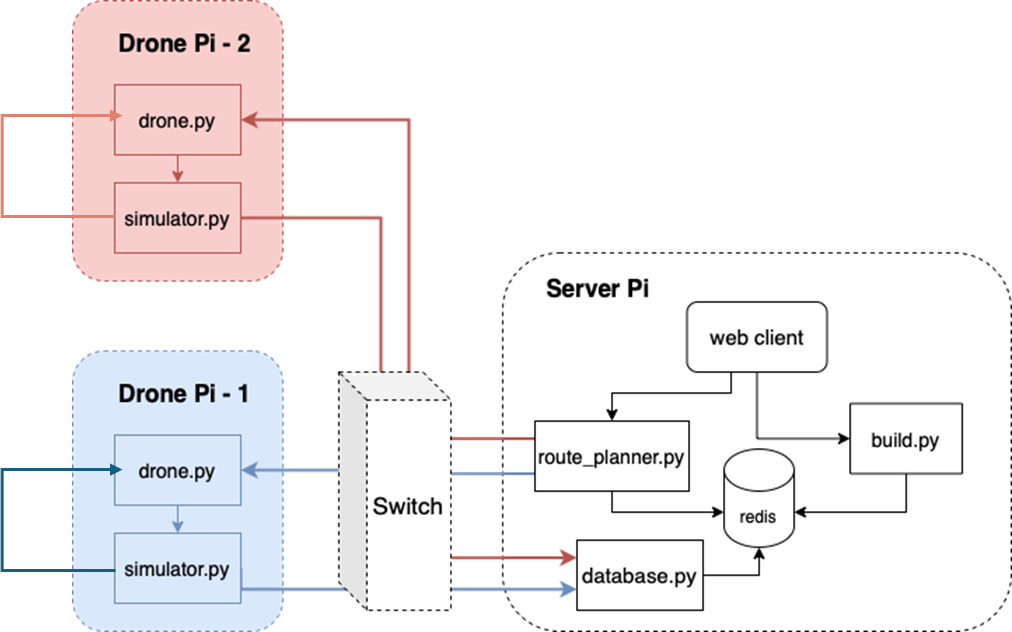 Drone Pi - 2
drone.py
simulator.py
Server Pi
web client
Drone Pi - 1
drone.py
route_planner.py
build.py
Switch
redis
simulator.py
database.py